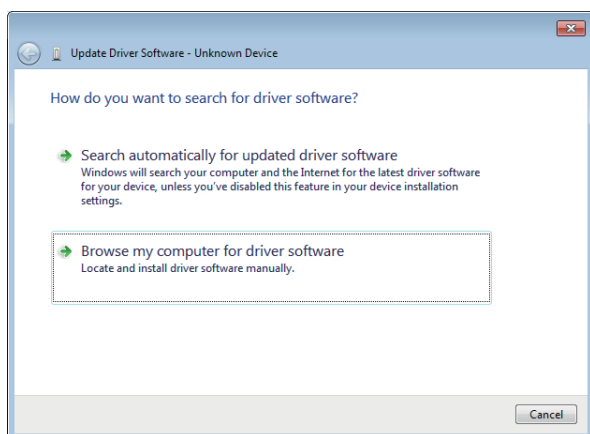 Update Driver Software - Unknown Device
How do you want to search for driver software?
Search automatically for updated driver software
Windows will search your computer and the Internet for the latest driver software
for your device, unless you've disabled this feature in your device installation
settings.
Browse my computer for driver software
Locate and install driver software manually.
Cancel